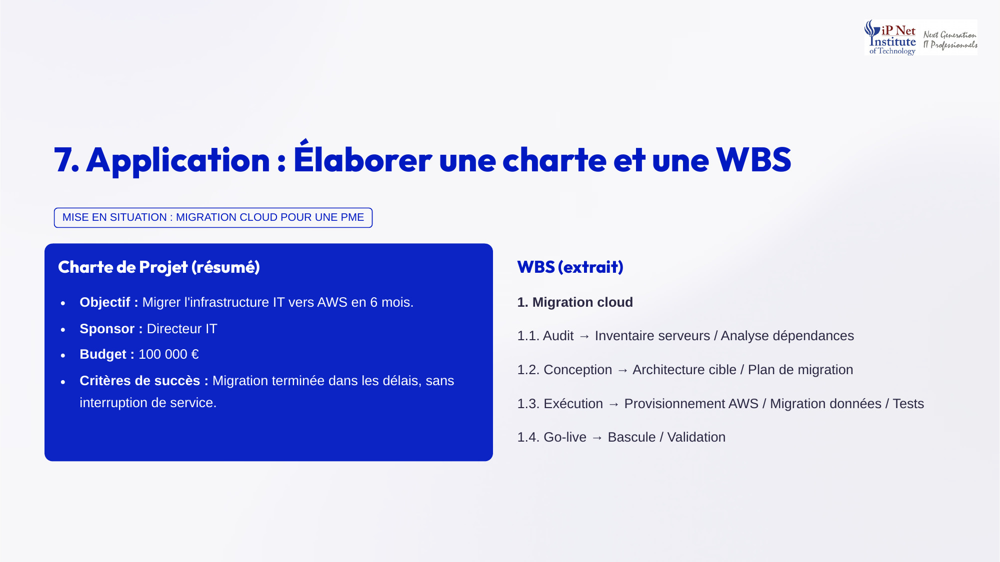 iP Net
Institute
of Technology
Next Generation
IT Professionnels
7. Application : Élaborer une charte et une WBS
MISE EN SITUATION : MIGRATION CLOUD POUR UNE PME
Charte de Projet (résumé)
• Objectif : Migrer l'infrastructure IT vers AWS en 6 mois.
• Sponsor : Directeur IT
• Budget : 100 000 €
• Critères de succès : Migration terminée dans les délais, sans
interruption de service.
WBS (extrait)
1. Migration cloud
1.1. Audit → Inventaire serveurs / Analyse dépendances
1.2. Conception → Architecture cible / Plan de migration
1.3. Exécution → Provisionnement AWS / Migration données / Tests
1.4. Go-live → Bascule / Validation